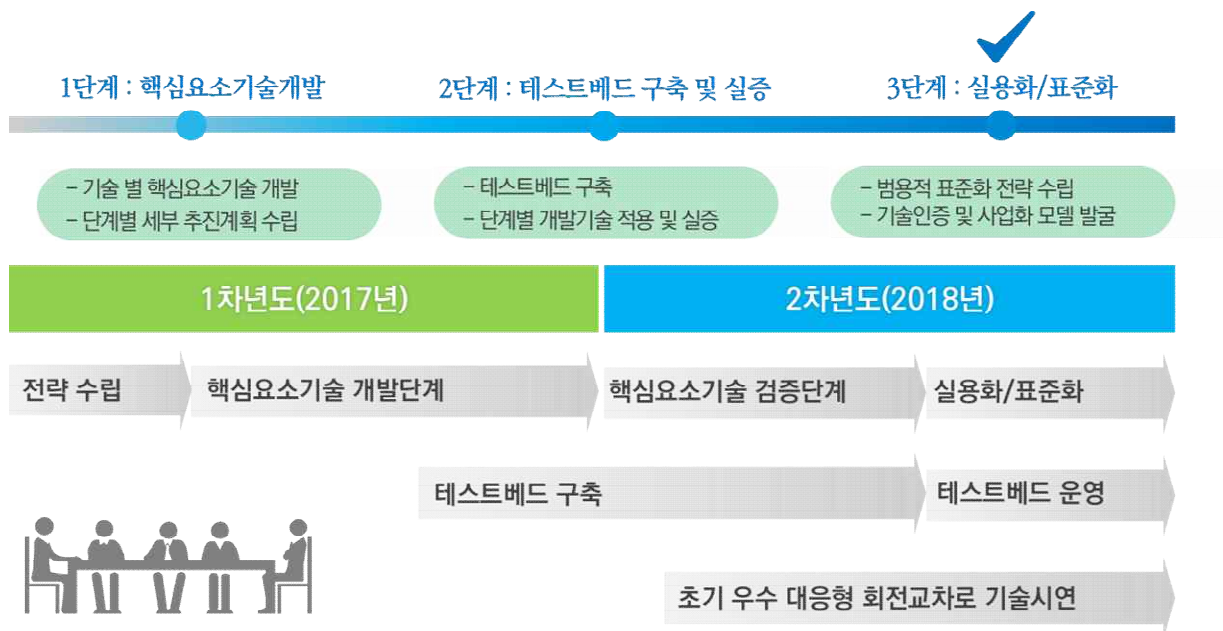 1단계 : 핵심요소기술개발
2단계 : 테스트베드 구축 및 실증
3단계 : 실용화/표준화
- 기술 별 핵심요소기술 개발
- 단계별 세부 추진계획 수립
- 테스트베드 구축
- 단계별 개발기술 적용 및 실증
- 범용적 표준화 전략 수립
- 기술인증 및 사업화 모델 발굴
1차년도(2017년)
2차년도(2018년)
전략 수립
핵심요소기술 개발단계
핵심요소기술 검증단계
실용화/표준화
테스트베드 구축
테스트베드 운영
초기 우수 대응형 회전교차로 기술시연